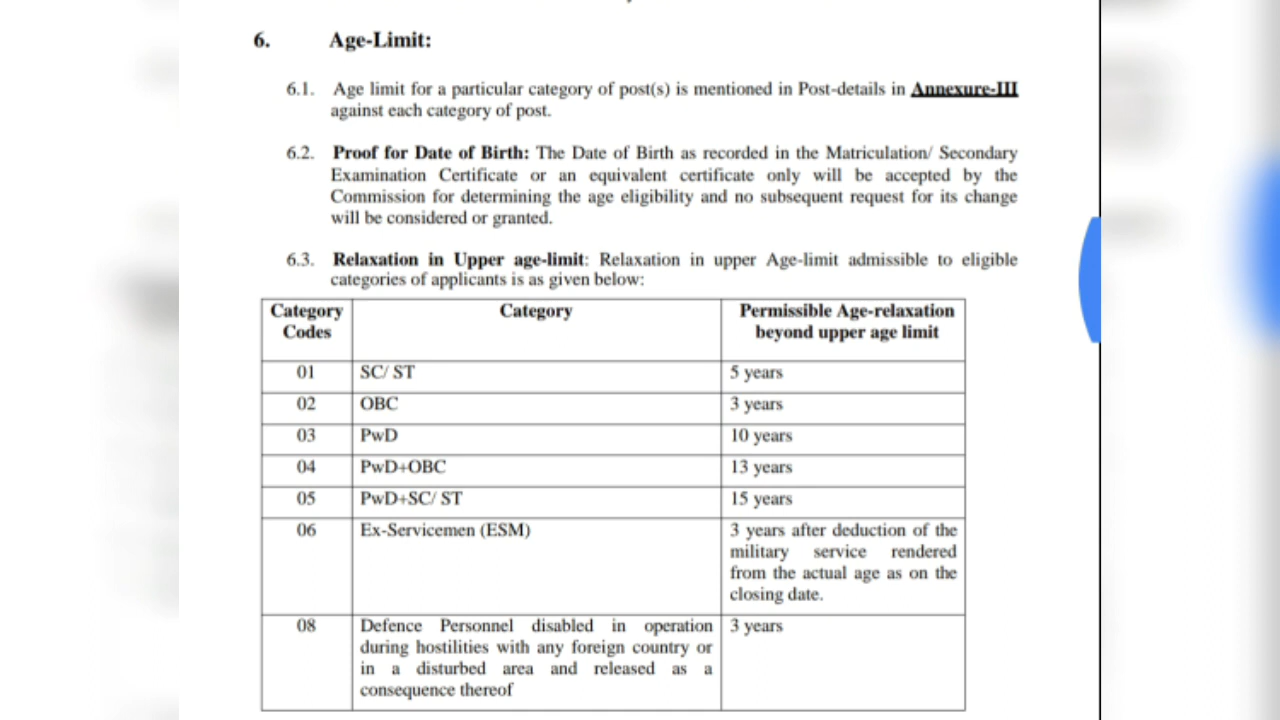 6. Age-Limit:
6.1. Age limit for a particular category of post(s) is mentioned in Post-details in Annexure-III
against each category of post.
6.2. Proof for Date of Birth: The Date of Birth as recorded in the Matriculation/ Secondary
Examination Certificate or an equivalent certificate only will be accepted by the
Commission for determining the age eligibility and no subsequent request for its change
will be considered or granted.
6.3. Relaxation in Upper age-limit: Relaxation in upper Age-limit admissible to eligible
categories of applicants is as given below:
Category Codes Category Permissible Age-relaxation beyond upper age limit
01 SC/ ST 5 years
02 OBC 3 years
03 PwD 10 years
04 PwD+OBC 13 years
05 PwD+SC/ ST 15 years
06 Ex-Servicemen (ESM) 3 years after deduction of the
military service rendered
from the actual age as on the
closing date.
08 Defence Personnel disabled in operation 3 years
during hostilities with any foreign country or
in a disturbed area and released as a
consequence thereof